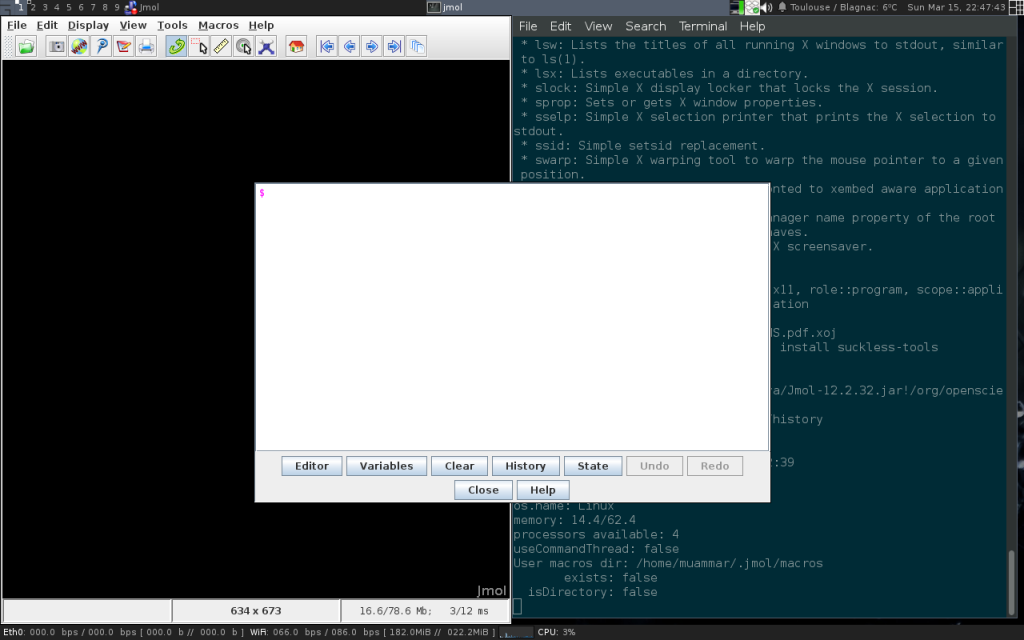 1 2 3 4 5 6 7 8 9 Jmol
jmol
Toulouse / Blagnac: 6°C Sun Mar 15, 22:47:43
File Edit Display View Tools Macros Help
Jmol
634 x 673
16.6/78.6 Mb; 3/12 ms
File Edit View Search Terminal Help
* lsw: Lists the titles of all running X windows to stdout, similar
to ls(1).
* lsx: Lists executables in a directory.
* slock: Simple X display locker that locks the X session.
* sprop: Sets or gets X window properties.
* sselp: Simple X selection printer that prints the X selection to
stdout.
* ssid: Simple setsid replacement.
* swarp: Simple X warping tool to warp the mouse pointer to a given
position.
nted to xembed aware application
nager name property of the root
aves.
X screensaver.
x11, role::program, scope::appli
ation
S.pdf.xoj
install suckless-tools
va/Jmol-12.2.32.jar!/org/openscie
history
:39
os.name: Linux
memory: 14.4/62.4
processors available: 4
useCommandThread: false
User macros dir: /home/muammar/.jmol/macros
exists: false
isDirectory: false
$
Editor Variables Clear History State Undo Redo
Close Help
Eth0: 000.0 bps / 000.0 bps [ 000.0 b // 000.0 b ] WiFi: 066.0 bps / 086.0 bps [ 182.0MiB // 022.2MiB ] CPU: 3%